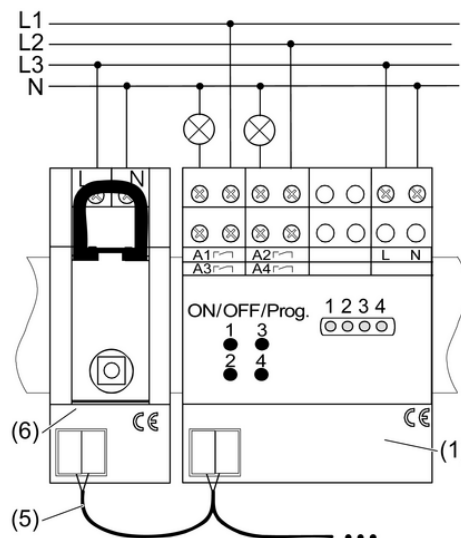 L1
L2
L3
N
L N
A1 A2
A3 A4
L N
ON/OFF/Prog.
1 3
2 4
1 2 3 4
(6)
CE CE
(1
(5)